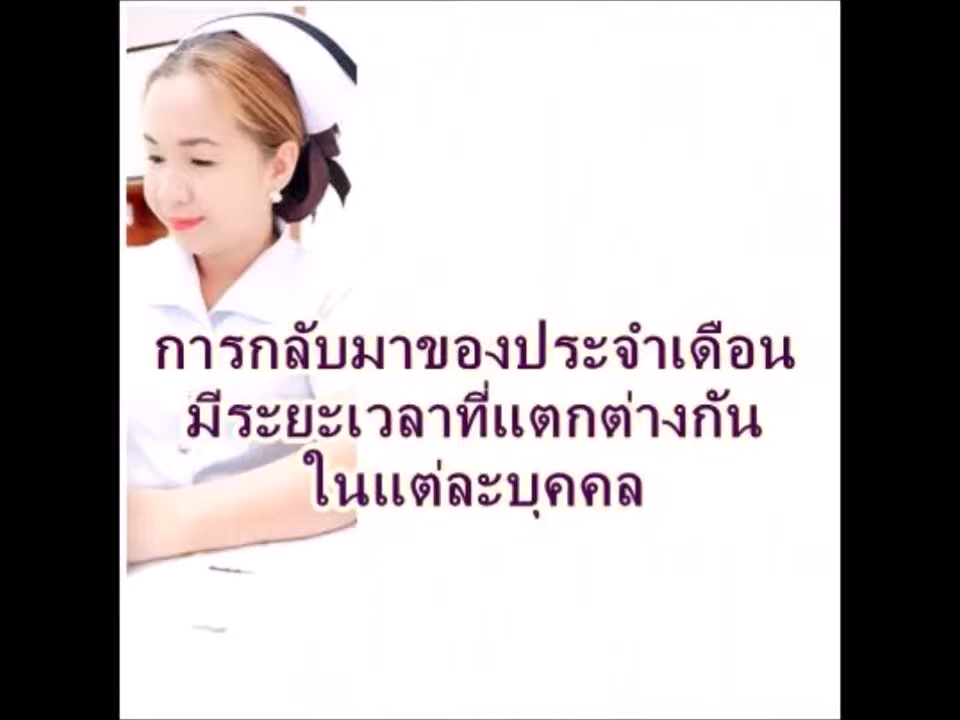 การกลับมาของประจำเดือน
มีระยะเวลาที่แตกต่างกัน
ในแต่ละบุคคล